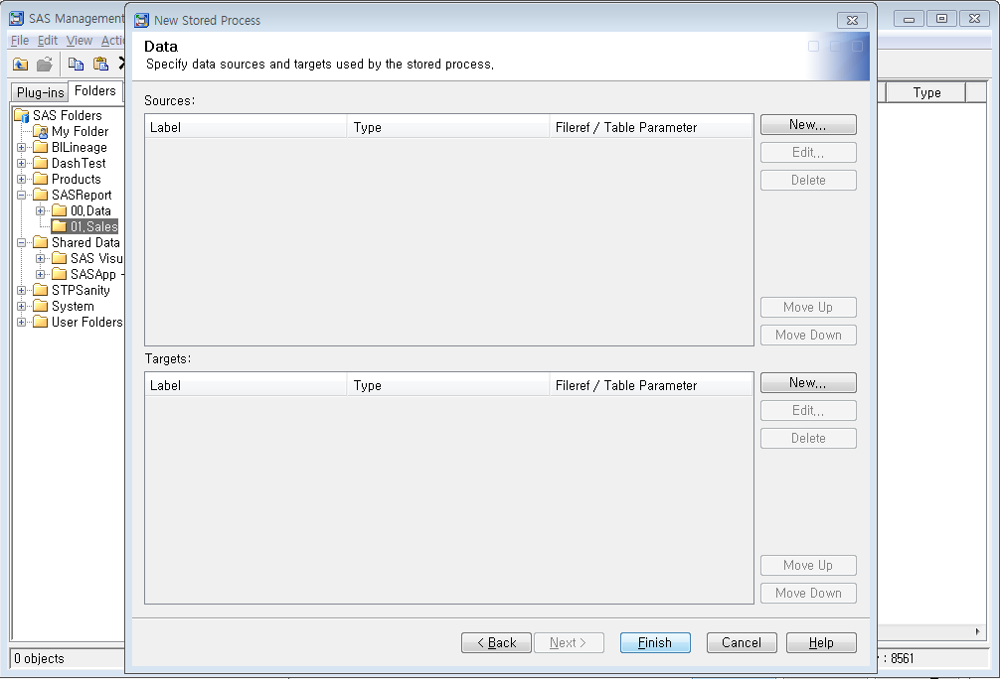 SAS Management
New Stored Process
File Edit View Actio
Data
Specify data sources and targets used by the stored process.
Plug-ins
Folders
Type
SAS Folders
My Folder
BILineage
DashTest
Products
SASReport
00.Data
01.Sales
Shared Data
SAS Visu
SASApp -
STPSanity
System
User Folders
Sources:
Label Type Fileref / Table Parameter
New...
Edit...
Delete
Move Up
Move Down
Targets:
Label Type Fileref / Table Parameter
New...
Edit...
Delete
Move Up
Move Down
< Back Next > Finish Cancel Help
0 objects
: 8561